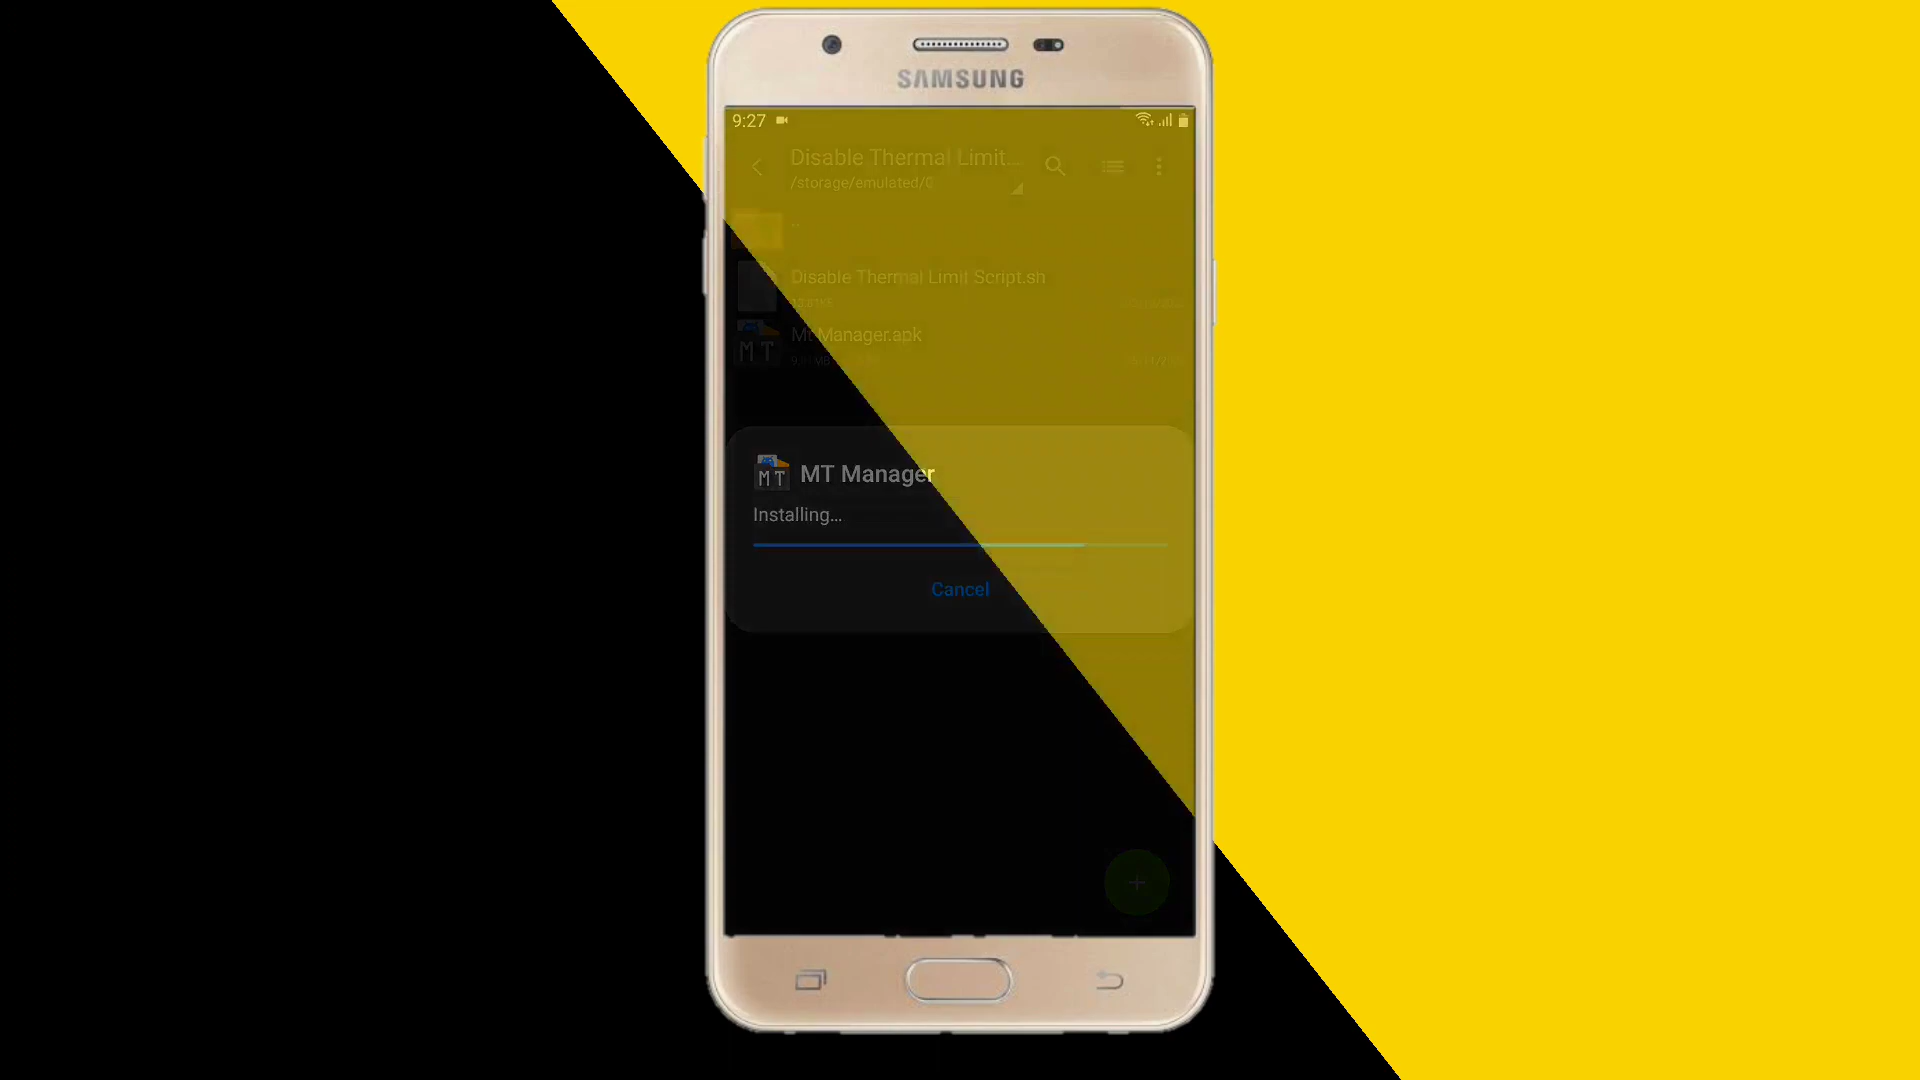 SAMSUNG
9:27
Disable Thermal Limit...
/storage/emulated/0
..
Disable Thermal Limit Script.sh
Mt Manager.apk
MT
MT MT Manager
Installing...
Cancel